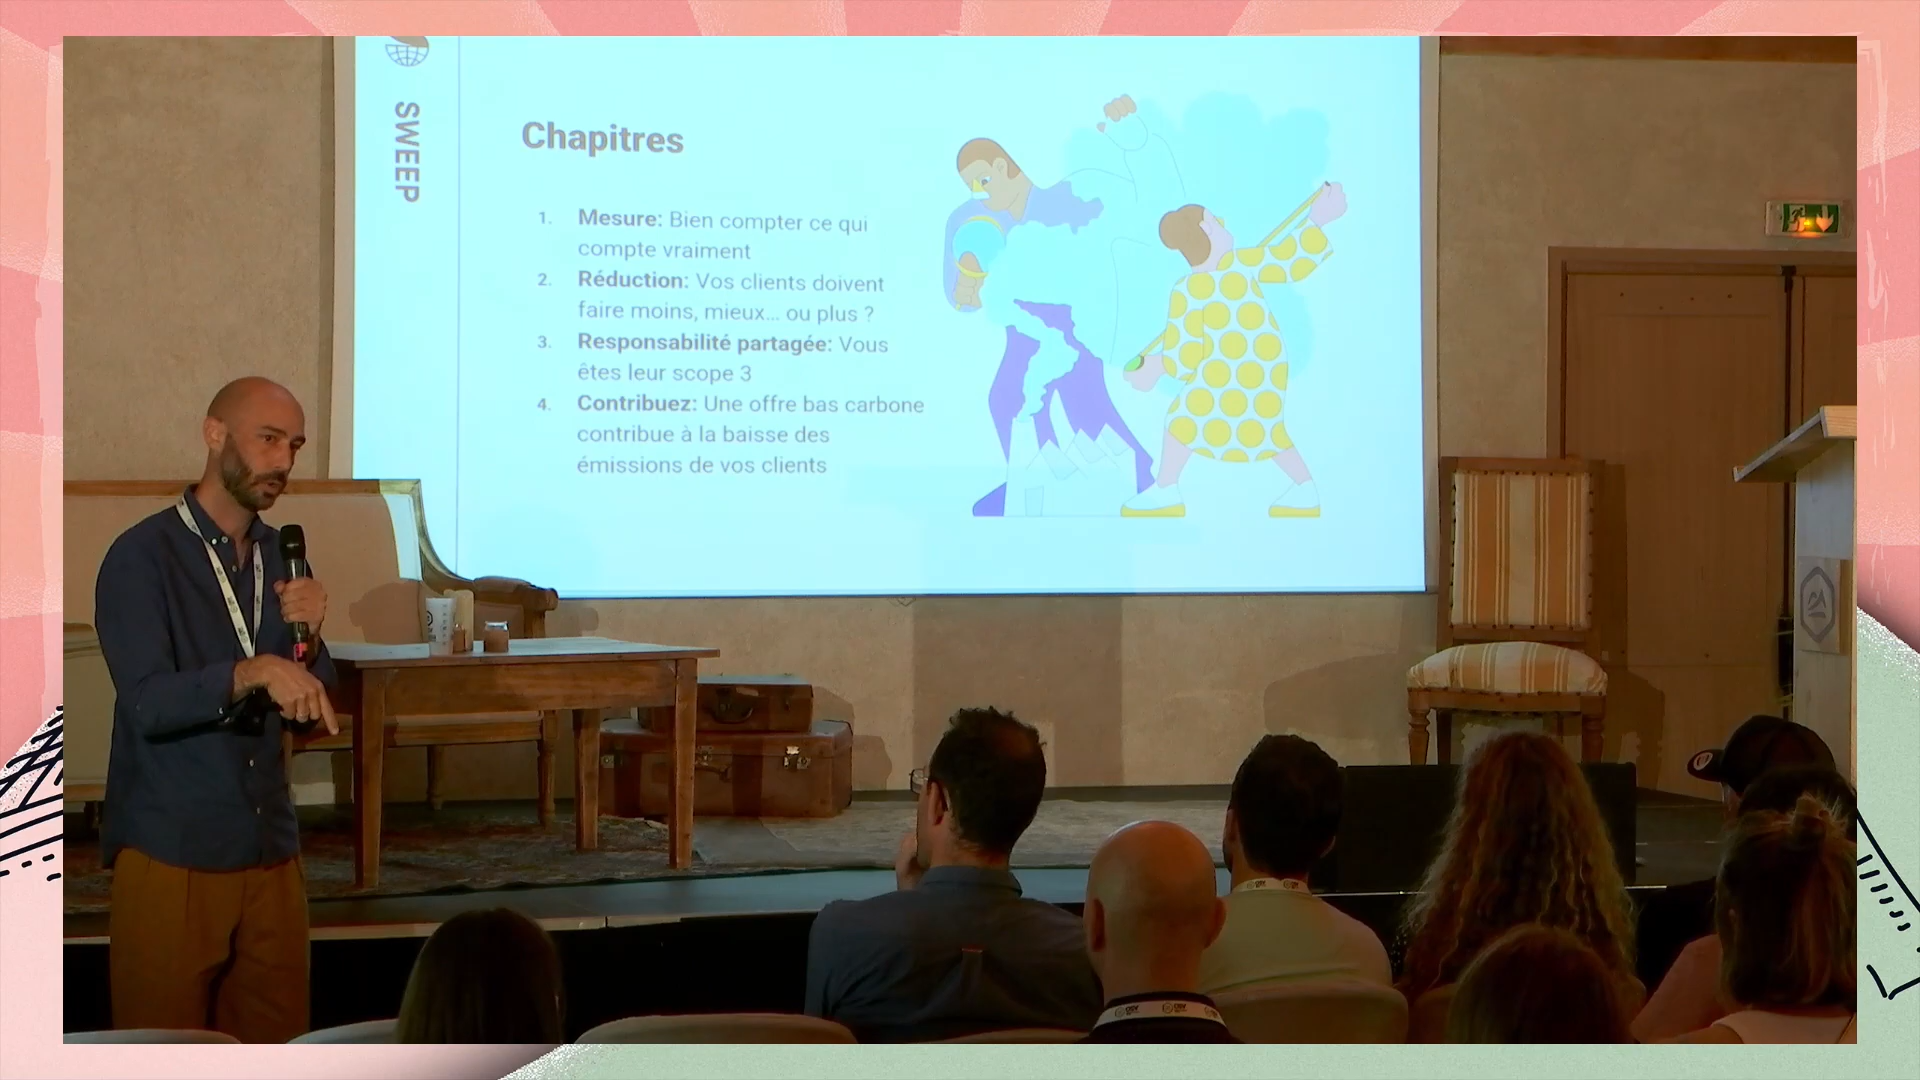 SWEEP
Chapitres
1. Mesure: Bien compter ce qui
compte vraiment
2. Réduction: Vos clients doivent
faire moins, mieux... ou plus ?
3. Responsabilité partagée: Vous
êtes leur scope 3
4. Contribuez: Une offre bas carbone
contribue à la baisse des
émissions de vos clients